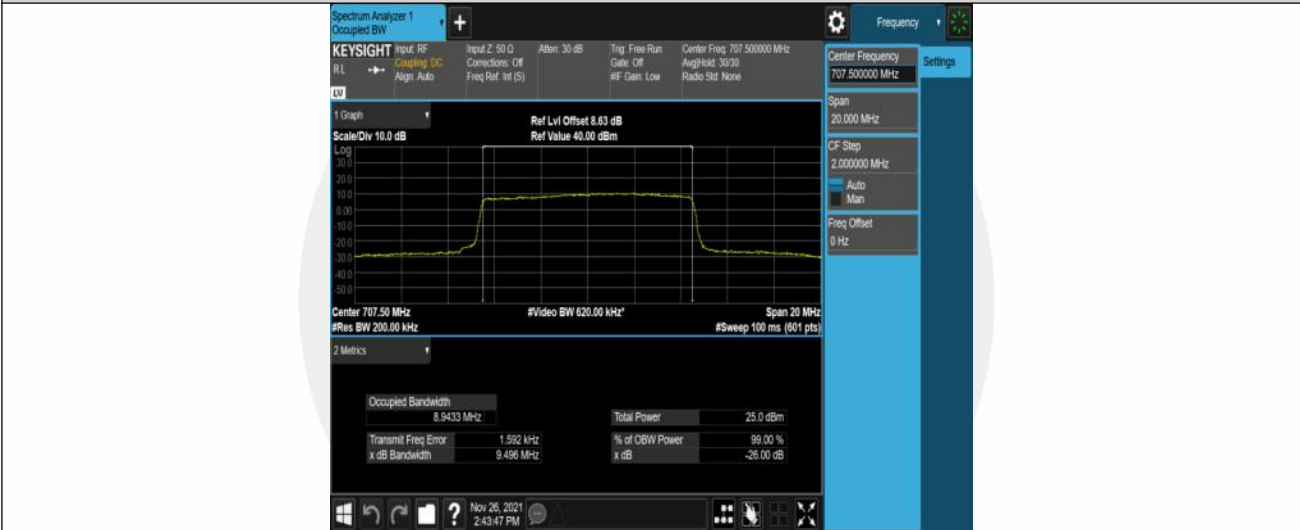 Spectrum Analyzer 1
Occupied BW
Frequency
KEYSIGHT
RL
Input: RF
Coupling: DC
Align: Auto
Input Z: 50 Ω
Corrections: Off
Freq Ref: Int (S)
Atten: 30 dB
Trig: Free Run
Gate: Off
#IF Gain: Low
Center Freq: 707.500000 MHz
Avg|Hold: 30/30
Radio Std: None
1 Graph
Scale/Div 10.0 dB
Ref Lvl Offset 8.63 dB
Ref Value 40.00 dBm
Log
30.0
20.0
10.0
0.00
-10.0
-20.0
-30.0
-40.0
-50.0
Center 707.50 MHz
#Res BW 200.00 kHz
#Video BW 620.00 kHz*
Span 20 MHz
#Sweep 100 ms (601 pts)
2 Metrics
Occupied Bandwidth
8.9433 MHz
Transmit Freq Error 1.592 kHz
x dB Bandwidth 9.496 MHz
Total Power 25.0 dBm
% of OBW Power 99.00 %
x dB -26.00 dB
Center Frequency
707.500000 MHz
Settings
Span
20.000 MHz
CF Step
2.000000 MHz
Auto
Man
Freq Offset
0 Hz
?
Nov 26, 2021
2:43:47 PM